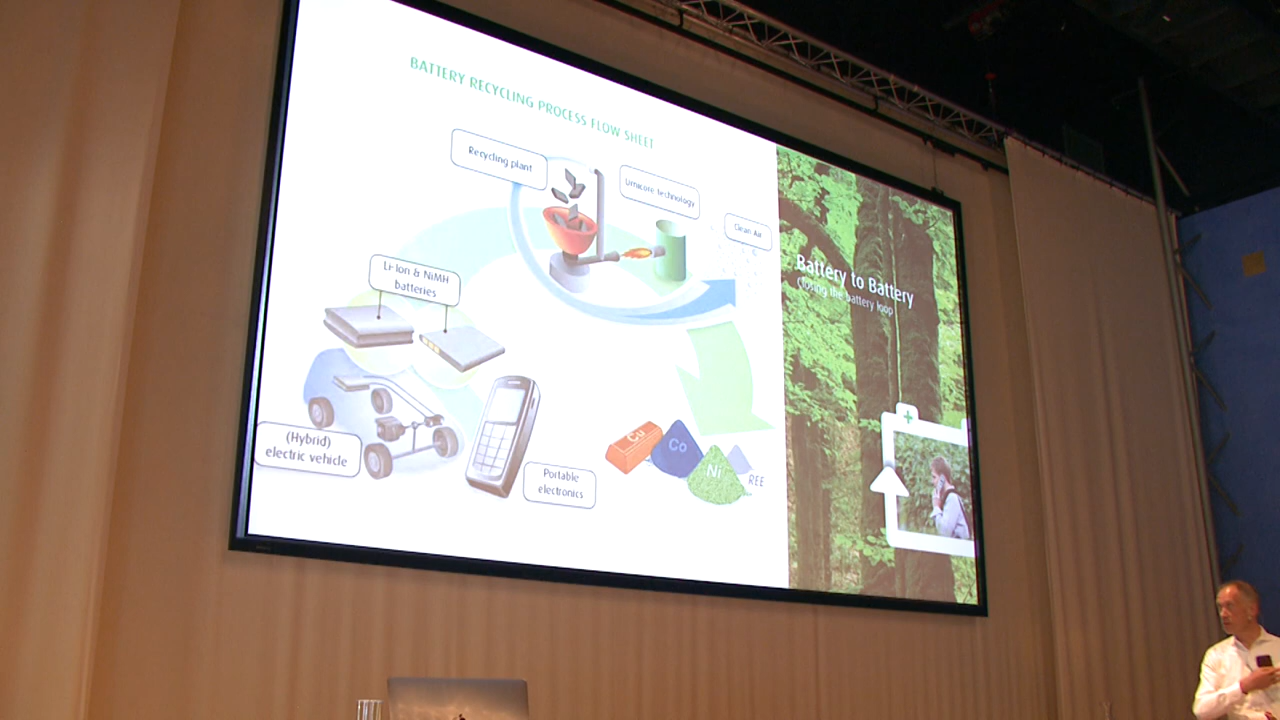 BATTERY RECYCLING PROCESS FLOW SHEET
Recycling plant
Umicore technology
Clean Air
Li-Ion & NiMH
batteries
(Hybrid)
electric vehicle
Portable
electronics
Cu
Co
Ni
REE
Battery to Battery
closing the battery loop
+